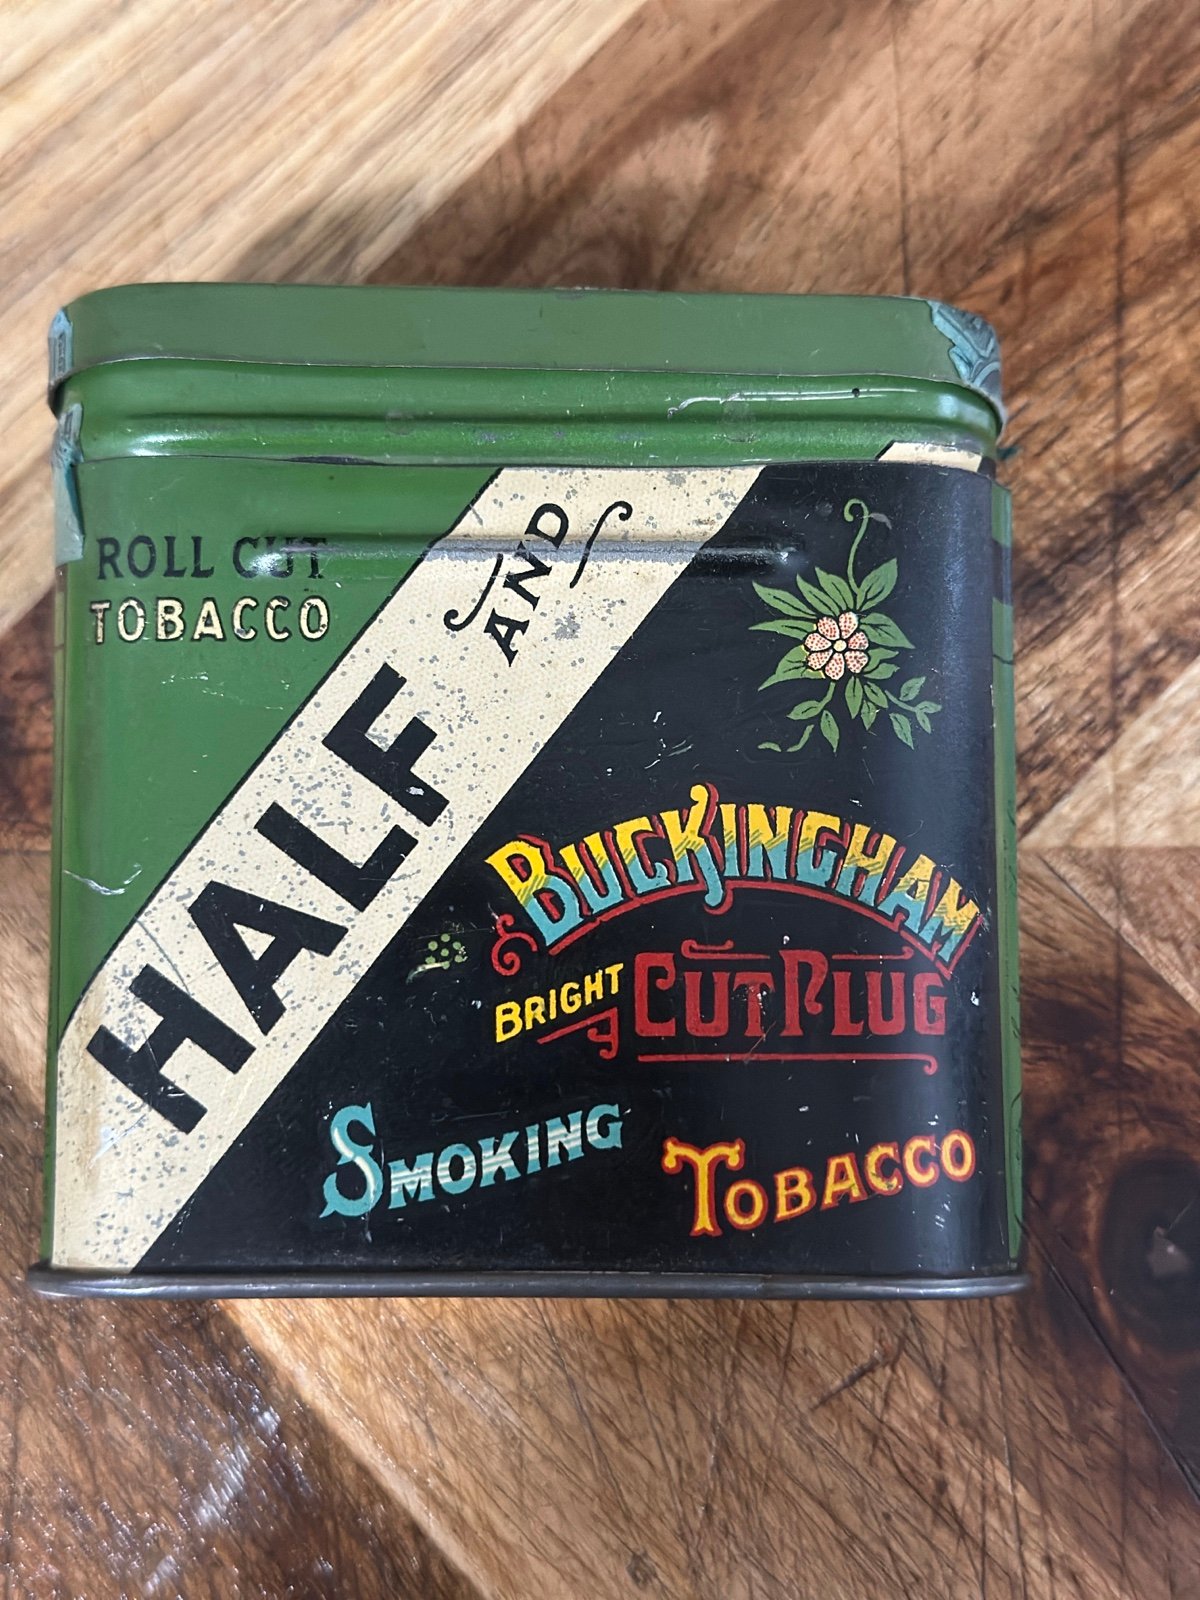 ROLL CUT
TOBACCO
HALF AND
BUCKINGHAM
BRIGHT CUT PLUG
SMOKING TOBACCO